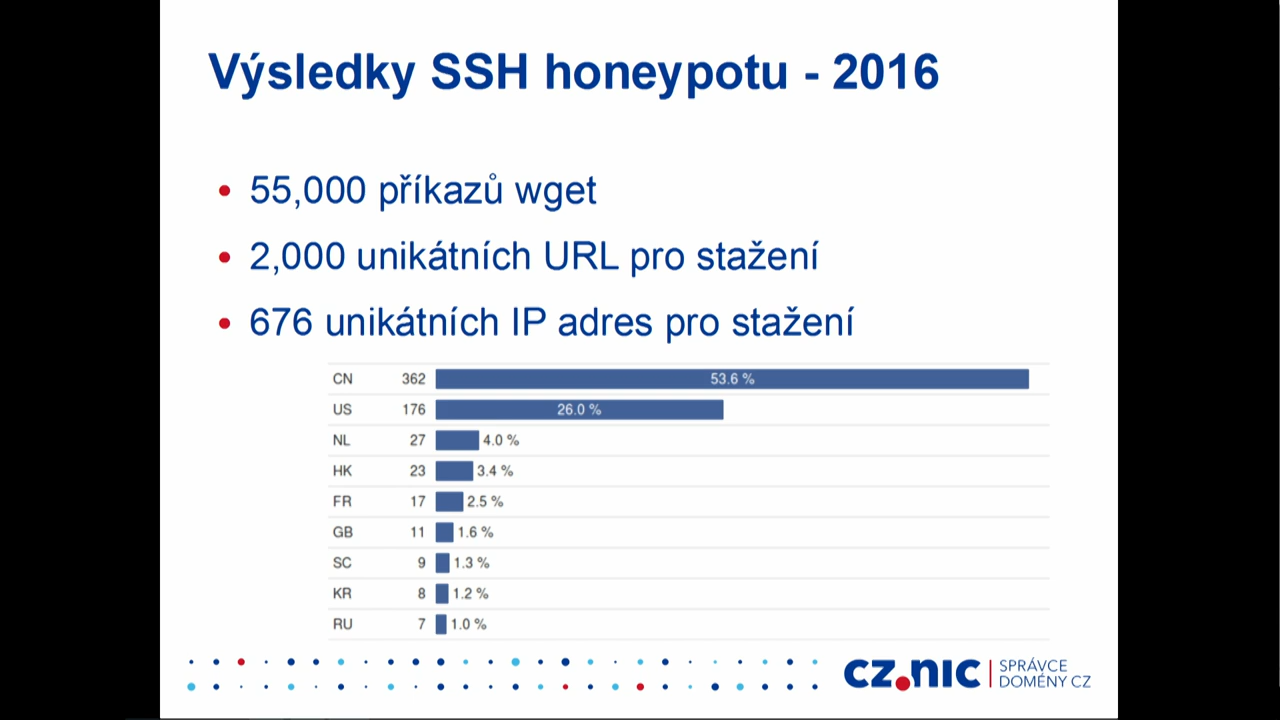 Výsledky SSH honeypotu - 2016
55,000 příkazů wget
2,000 unikátních URL pro stažení
676 unikátních IP adres pro stažení
CN 362 53.6 %
US 176 26.0 %
NL 27 4.0 %
HK 23 3.4 %
FR 17 2.5 %
GB 11 1.6 %
SC 9 1.3 %
KR 8 1.2 %
RU 7 1.0 %
CZ.NIC SPRÁVCE
DOMÉNY CZ